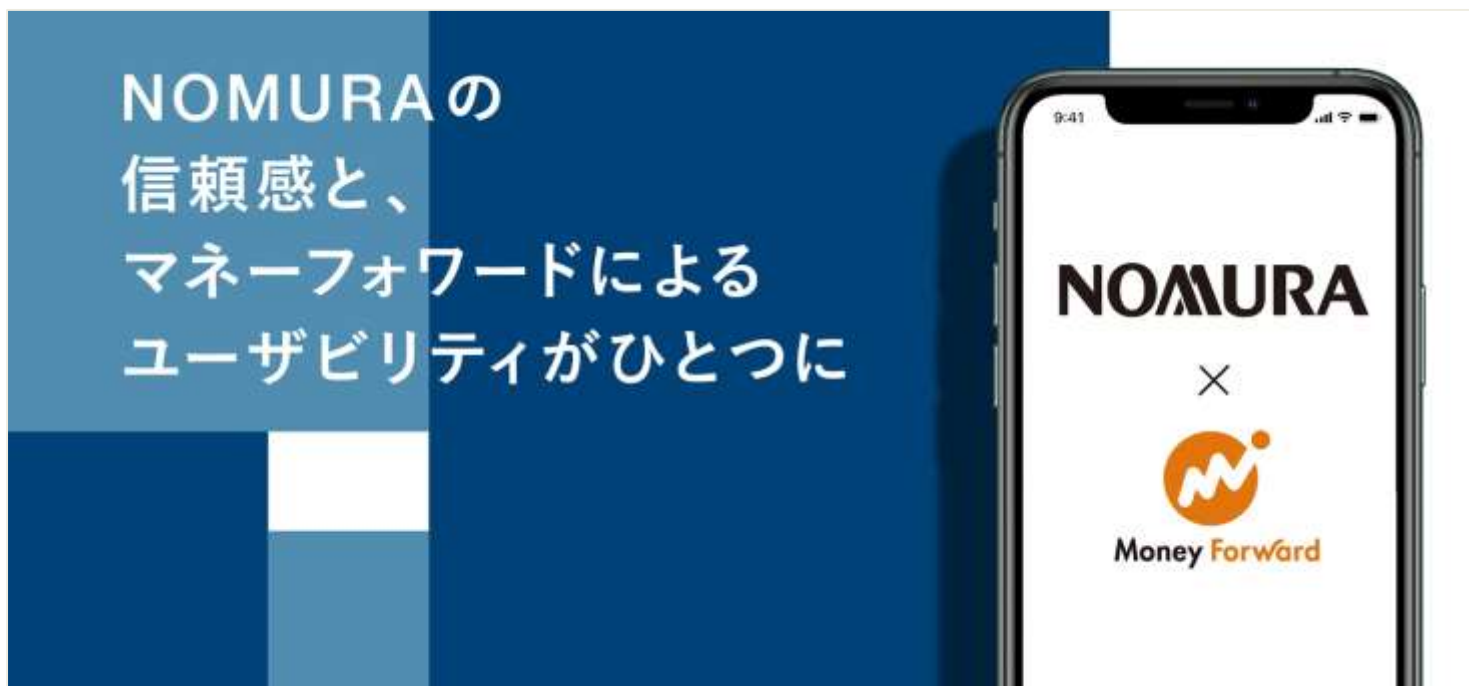 NOMURAの
信頼感と、
マネーフォワードによる
ユーザビリティがひとつに
9:41
NOMURA
×
Money Forward